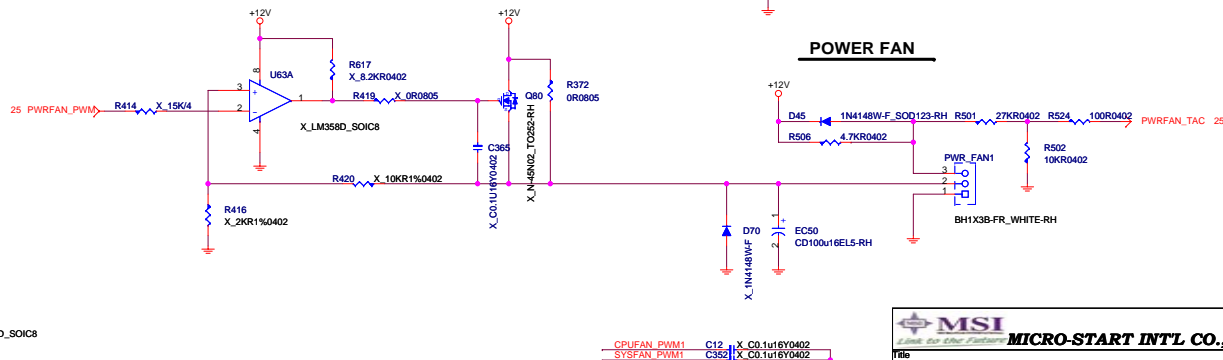 +12V
+12V
POWER FAN
8
U63A
R617
X_8.2KR0402
R372
0R0805
+12V
3
+
2
-
1
4
R419
X_0R0805
Q80
25 PWRFAN_PWM
R414
X_15K/4
X_LM358D_SOIC8
D45
1N4148W-F_SOD123-RH
R501
27KR0402
R524
100R0402
PWRFAN_TAC 25
R506
4.7KR0402
C365
X_C0.1U16Y0402
X_N-45N02_TO252-RH
R502
10KR0402
PWR_FAN1
3
2
1
R420
X_10KR1%0402
R416
X_2KR1%0402
BH1X3B-FR_WHITE-RH
D70
X_1N4148W-F
1
+
2
EC50
CD100u16EL5-RH
D_SOIC8
MSI
Link to the Future
MICRO-START INT'L CO.,
Title
CPUFAN_PWM1
C12
X_C0.1u16Y0402
SYSFAN_PWM1
C352
X_C0.1u16Y0402